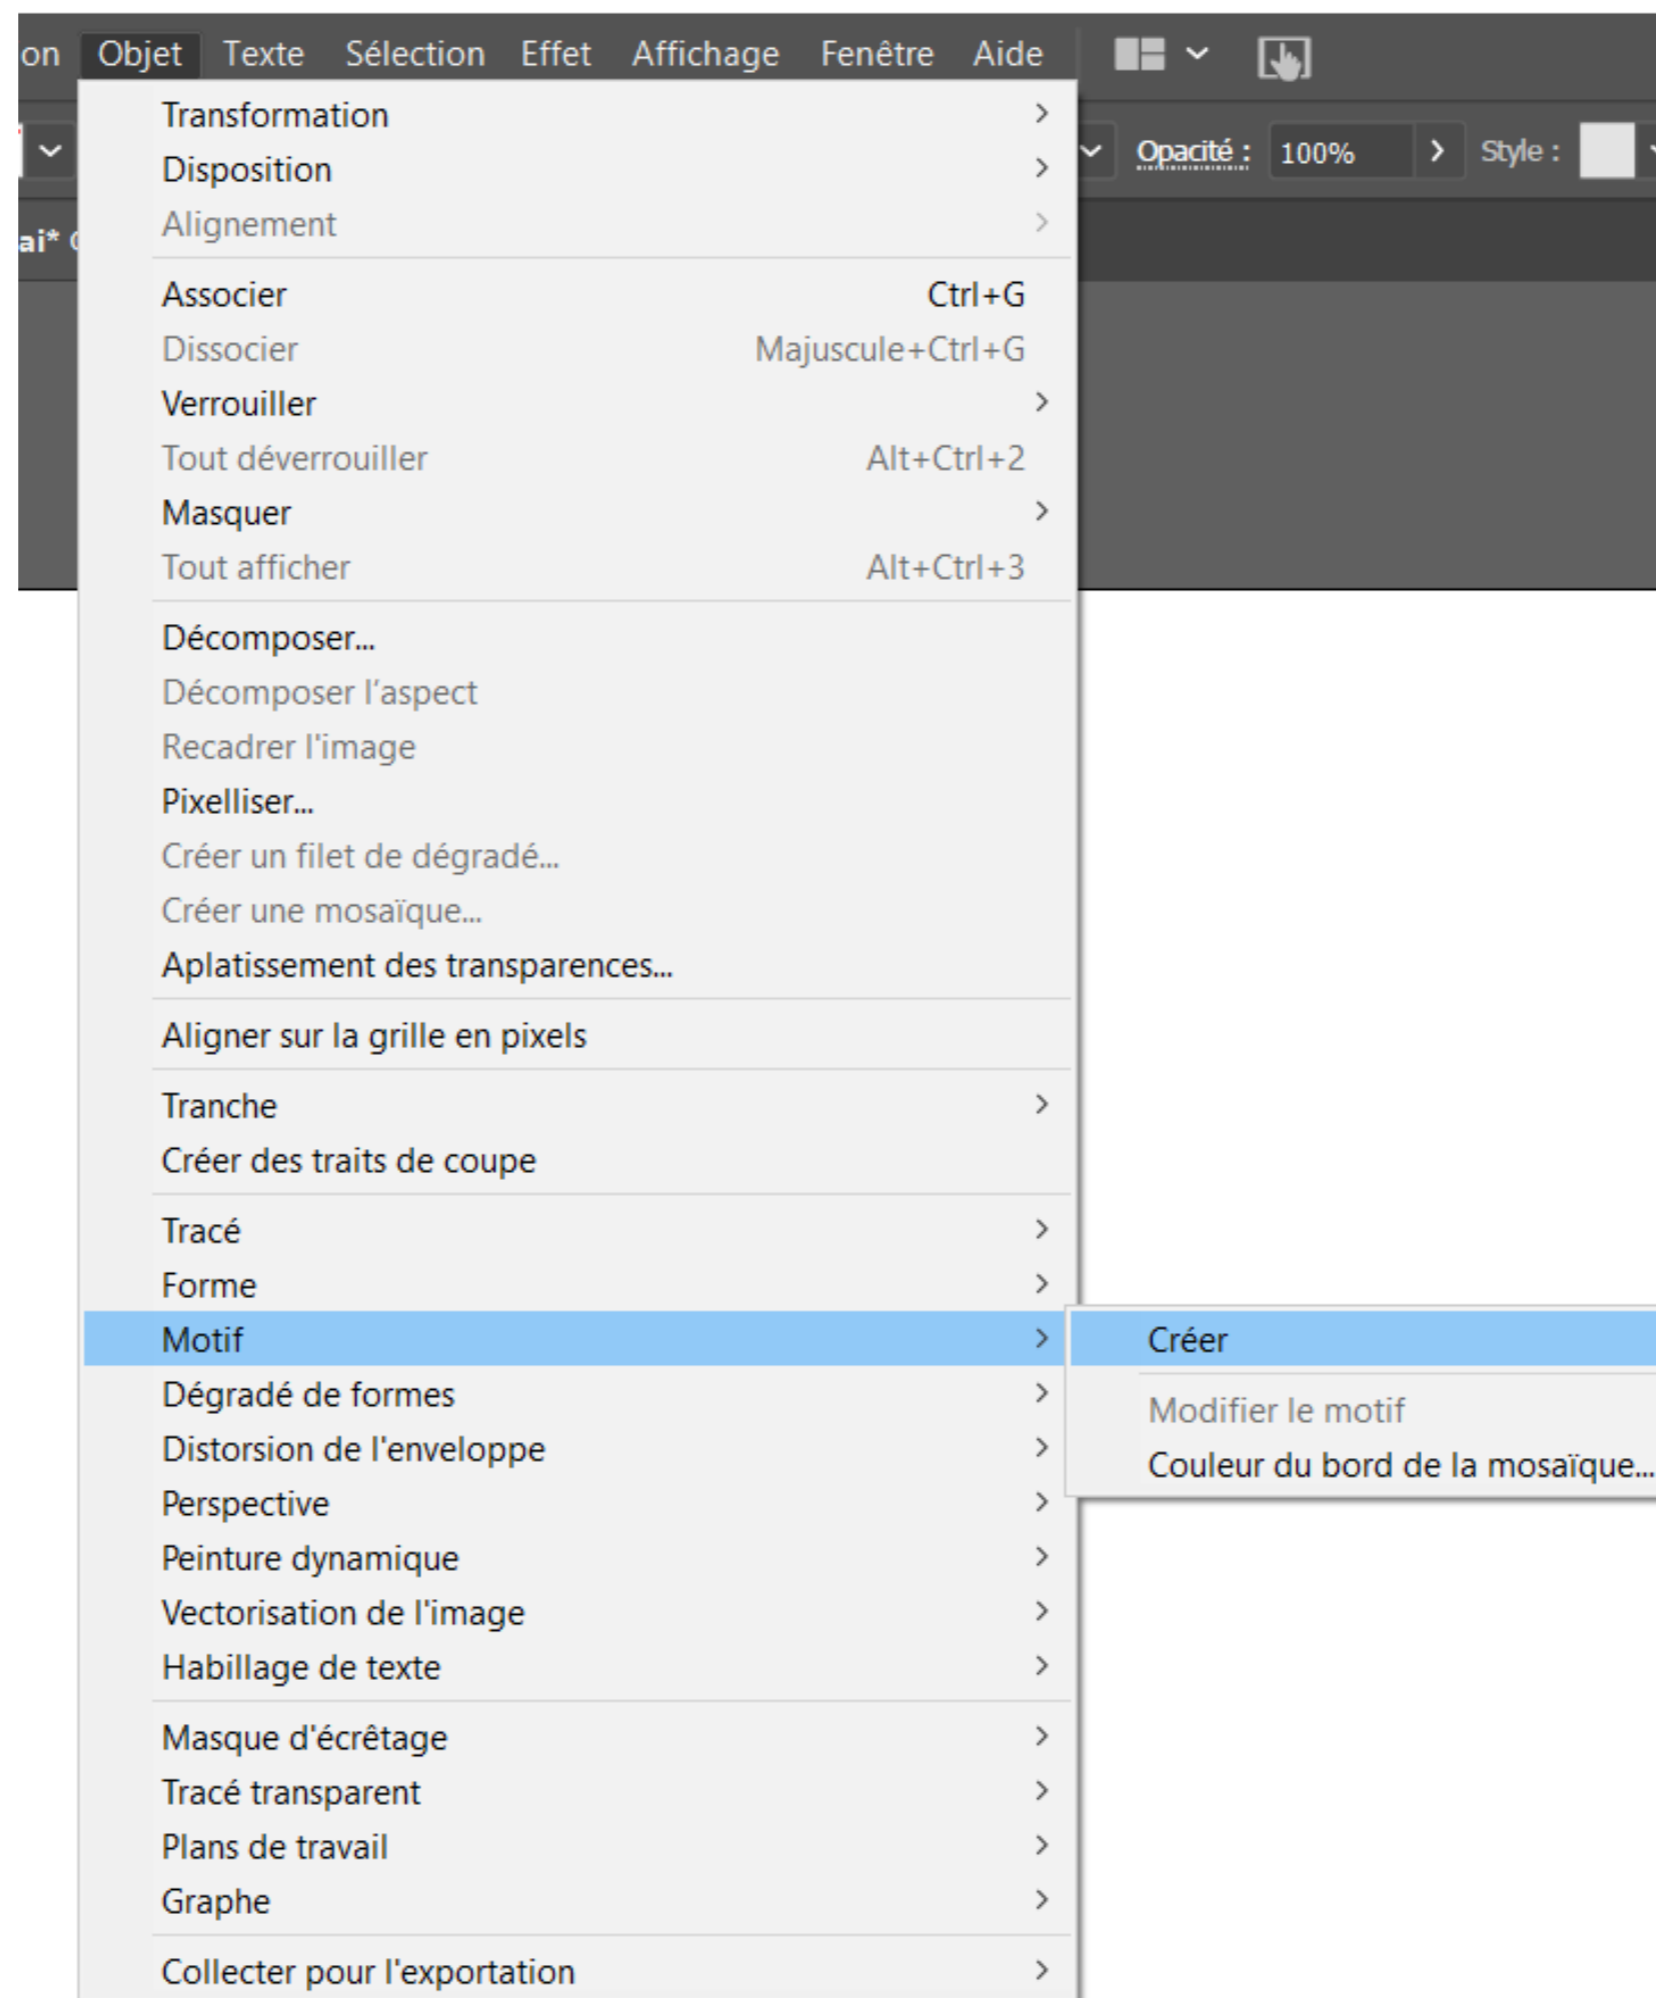 on Objet Texte Sélection Effet Affichage Fenêtre Aide
Opacité : 100% Style :
ai*
Transformation
Disposition
Alignement
Associer Ctrl+G
Dissocier Majuscule+Ctrl+G
Verrouiller
Tout déverrouiller Alt+Ctrl+2
Masquer
Tout afficher Alt+Ctrl+3
Décomposer...
Décomposer l’aspect
Recadrer l'image
Pixelliser...
Créer un filet de dégradé...
Créer une mosaïque...
Aplatissement des transparences...
Aligner sur la grille en pixels
Tranche
Créer des traits de coupe
Tracé
Forme
Motif
Créer
Modifier le motif
Couleur du bord de la mosaïque...
Dégradé de formes
Distorsion de l'enveloppe
Perspective
Peinture dynamique
Vectorisation de l'image
Habillage de texte
Masque d'écrêtage
Tracé transparent
Plans de travail
Graphe
Collecter pour l'exportation